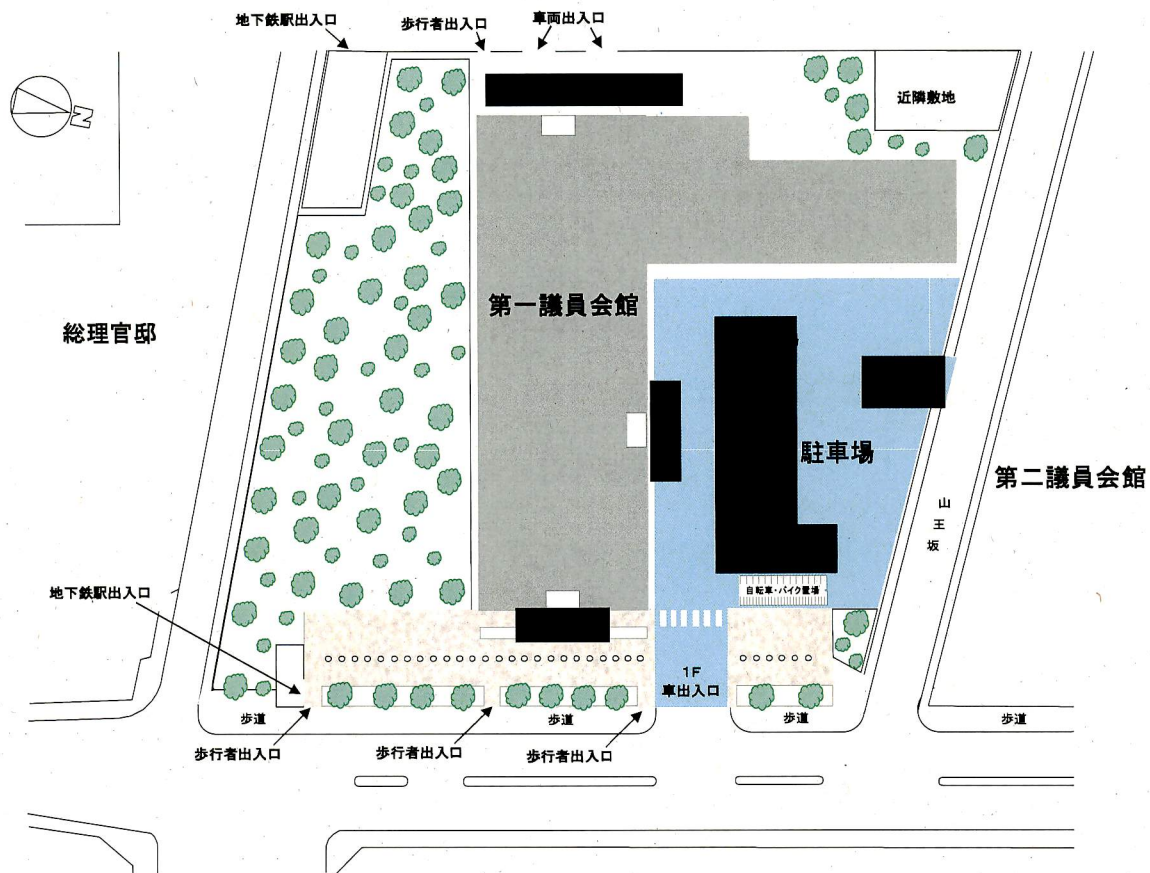 地下鉄駅出入口
歩行者出入口
車両出入口
近隣敷地
N
第一議員会館
総理官邸
駐車場
第二議員会館
山王坂
自転車・バイク置場
地下鉄駅出入口
1F
車出入口
歩道
歩道
歩道
歩道
歩行者出入口
歩行者出入口
歩行者出入口